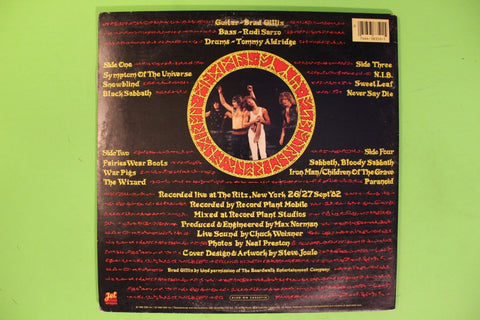 Guitar - Brad Gillis
Bass - Rudi Sarzo
Drums - Tommy Aldridge
Side One
Symptom Of The Universe
Snowblind
Black Sabbath
Side Three
N.I.B.
Sweet Leaf
Never Say Die
Side Two
Fairies Wear Boots
War Pigs
The Wizard
Side Four
Sabbath, Bloody Sabbath
Iron Man/Children Of The Grave
Paranoid
Recorded live at The Ritz, New York 26/27 Sept '82
Recorded by Record Plant Mobile
Mixed at Record Plant Studios
Produced & Engineered by Max Norman
Live Sound by Chuck Weixner
Photos by Neal Preston
Cover Design & Artwork by Steve Joule
Brad Gillis by kind permission of The Boardwalk Entertainment Company.
Jet
ALSO ON CASSETTE